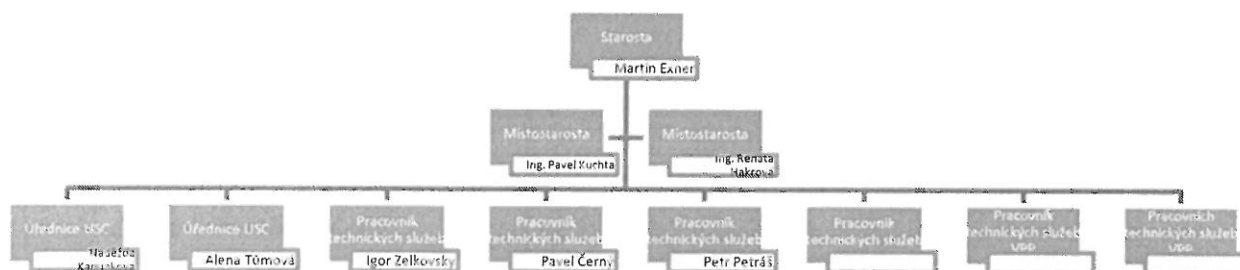 Starosta
Martin Exner
Místostarosta
Ing. Pavel Kuchta
Místostarosta
Ing. Renata
Úřednice USC
Úřednice USC
Alena Tůmová
Pracovník
technických služeb
Igor Zelkovsky
Pracovník
technických služeb
Pavel Černý
Pracovník
technických služeb
Petr Petráš
Pracovník
technických služeb
Pracovník
technických služeb
VPP
Pracovních
technických služeb
VPP